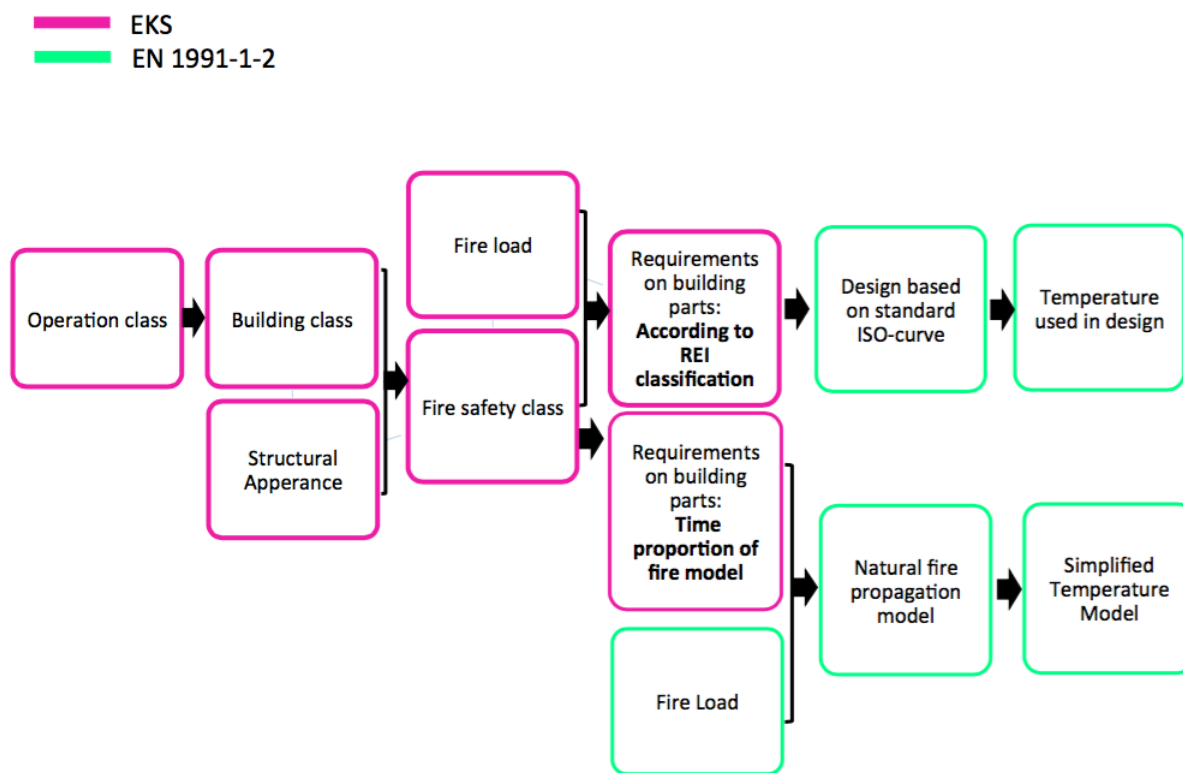 EKS
EN 1991-1-2
Operation class
Building class
Structural
Apperance
Fire load
Fire safety class
Requirements
on building
parts:
According to
REI
classification
Design based
on standard
ISO-curve
Temperature
used in design
Requirements
on building
parts:
Time
proportion of
fire model
Fire Load
Natural fire
propagation
model
Simplified
Temperature
Model